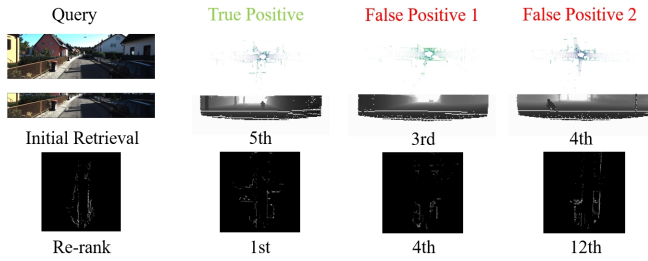 Query True Positive False Positive 1 False Positive 2
Initial Retrieval 5th 3rd 4th
Re-rank 1st 4th 12th